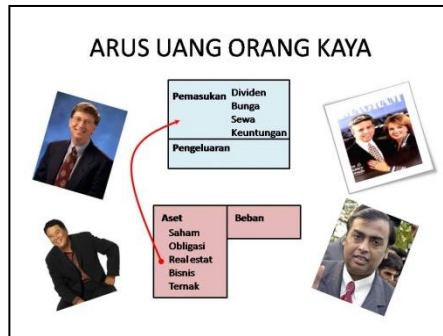 ARUS UANG ORANG KAYA
Pemasukan
Dividen
Bunga
Sewa
Keuntungan
Pengeluaran
Aset
Saham
Obligasi
Real estat
Bisnis
Ternak
Beban